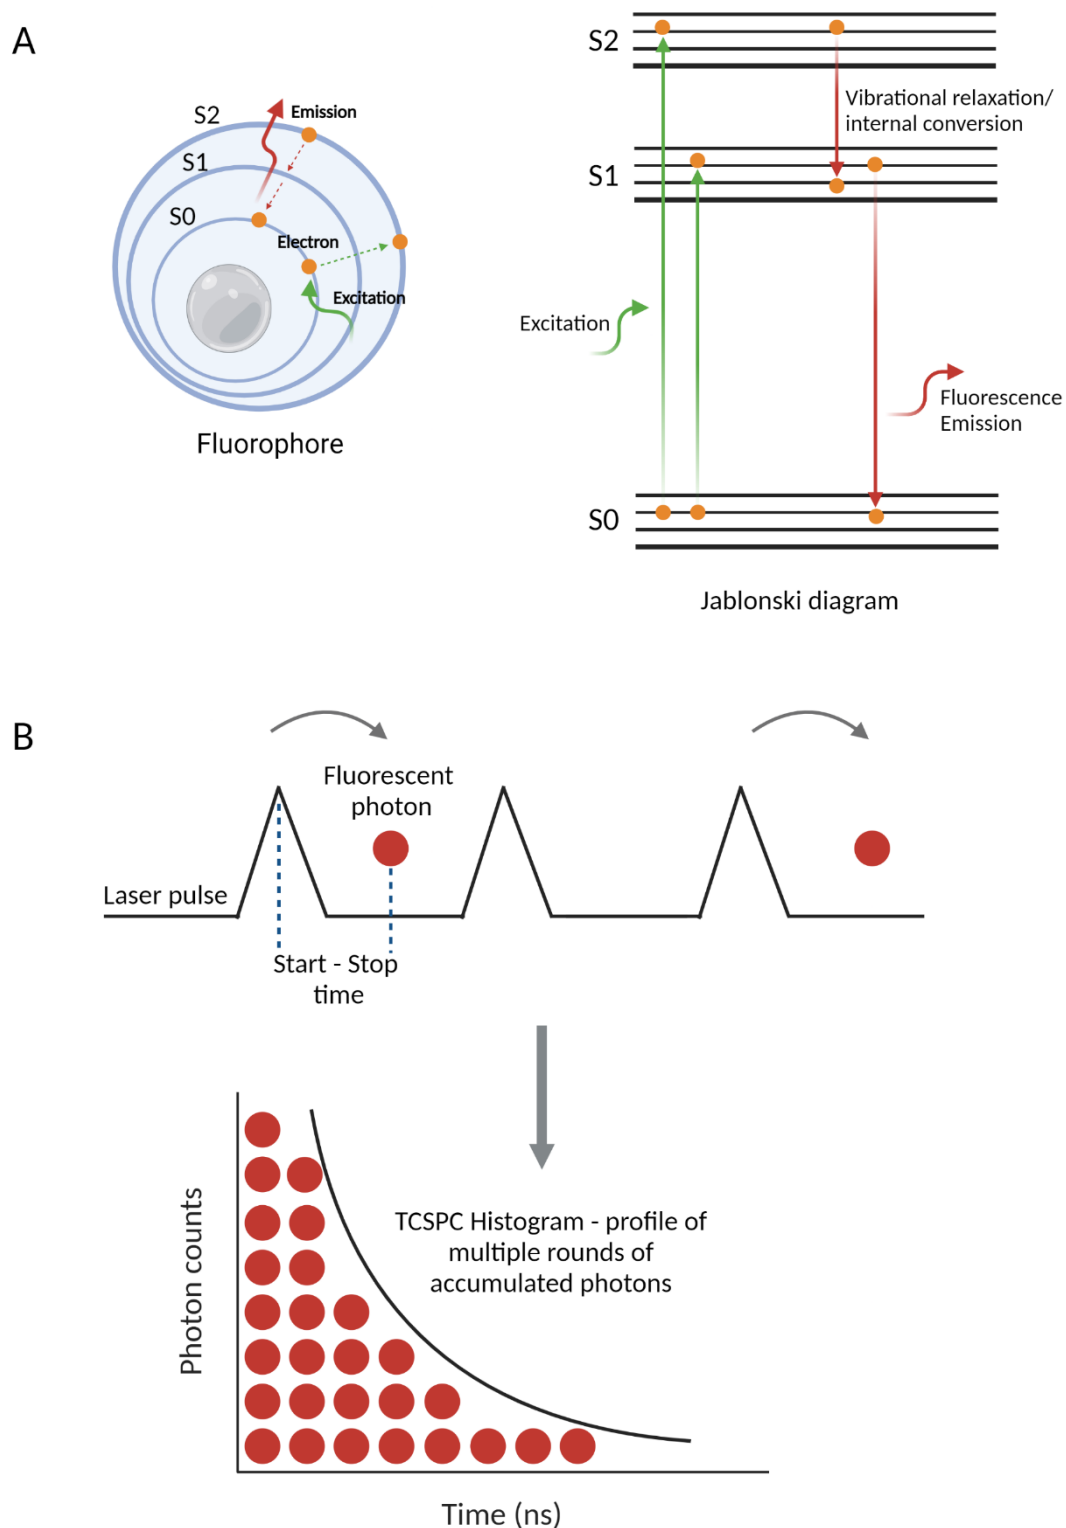 A
S2
Emission
S1
S0
Electron
Excitation
Fluorophore
S2
Vibrational relaxation/
internal conversion
S1
Excitation
Fluorescence
Emission
S0
Jablonski diagram
B
Fluorescent
photon
Laser pulse
Start - Stop
time
TCSPC Histogram - profile of
multiple rounds of
accumulated photons
Photon counts
Time (ns)